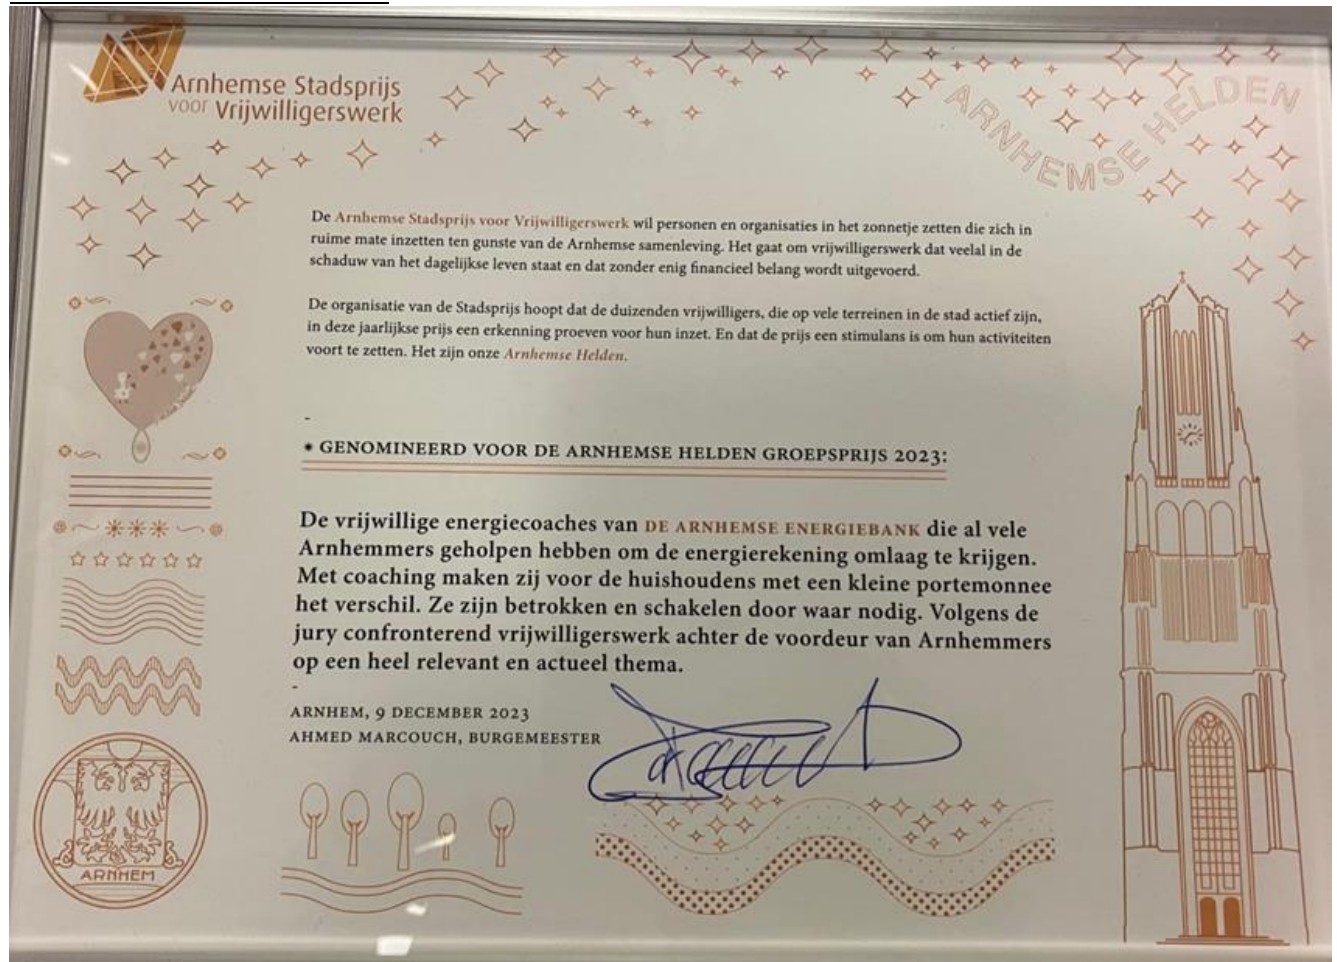 Arnhemse Stadsprijs
voor Vrijwilligerswerk
ARNHEMSE HELDEN
De Arnhemse Stadsprijs voor Vrijwilligerswerk wil personen en organisaties in het zonnetje zetten die zich in
ruime mate inzetten ten gunste van de Arnhemse samenleving. Het gaat om vrijwilligerswerk dat veelal in de
schaduw van het dagelijkse leven staat en dat zonder enig financieel belang wordt uitgevoerd.
De organisatie van de Stadsprijs hoopt dat de duizenden vrijwilligers, die op vele terreinen in de stad actief zijn,
in deze jaarlijkse prijs een erkenning proeven voor hun inzet. En dat de prijs een stimulans is om hun activiteiten
voort te zetten. Het zijn onze Arnhemse Helden.
-
• GENOMINEERD VOOR DE ARNHEMSE HELDEN GROEPSPRIJS 2023:
De vrijwillige energiecoaches van DE ARNHEMSE ENERGIEBANK die al vele
Arnhemmers geholpen hebben om de energierekening omlaag te krijgen.
Met coaching maken zij voor de huishoudens met een kleine portemonnee
het verschil. Ze zijn betrokken en schakelen door waar nodig. Volgens de
jury confronterend vrijwilligerswerk achter de voordeur van Arnhemmers
op een heel relevant en actueel thema.
-
ARNHEM, 9 DECEMBER 2023
AHMED MARCOUCH, BURGEMEESTER
ARNHEM